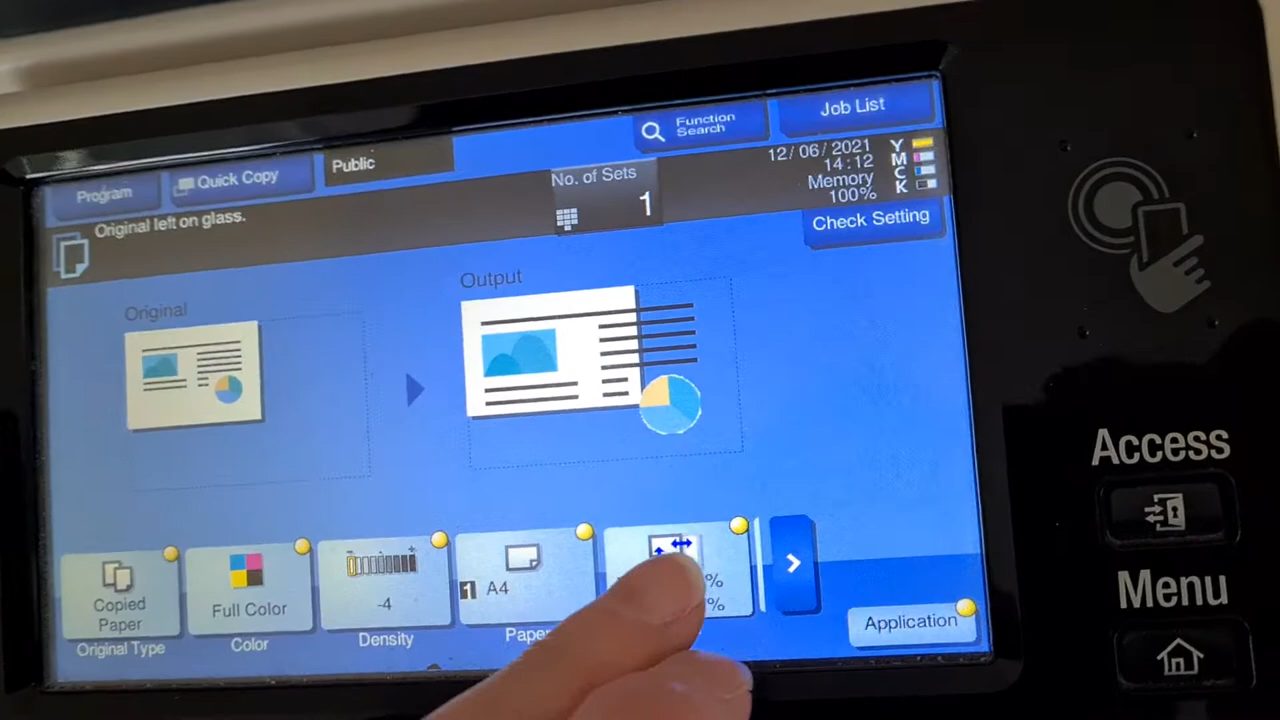 Function
Search
Job List
Program
Quick Copy
Public
No. of Sets
1
12/06/2021
14:12
Memory
100%
Y
M
C
K
Original left on glass.
Check Setting
Original
Output
Copied
Paper
Original Type
Full Color
Color
- +
-4
Density
1 A4
Paper
%
%
Application
Access
Menu